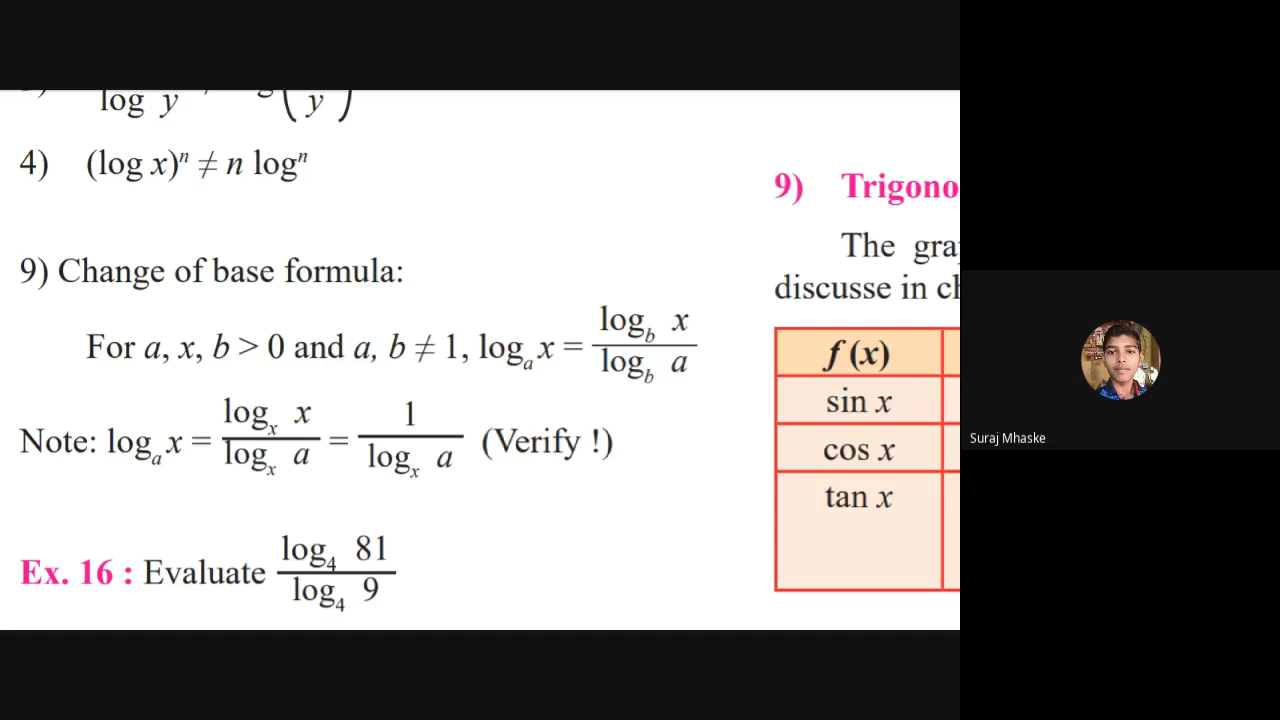 log y ( y )
4) (log x)ⁿ ≠ n logⁿ
9) Change of base formula:
For a, x, b > 0 and a, b ≠ 1, logₐ x = log_b x / log_b a
Note: logₐ x = logₓ x / logₓ a = 1 / logₓ a (Verify !)
Ex. 16 : Evaluate log₄ 81 / log₄ 9
9) Trigono
The gra
discusse in c
f (x)
sin x
cos x
tan x
Suraj Mhaske